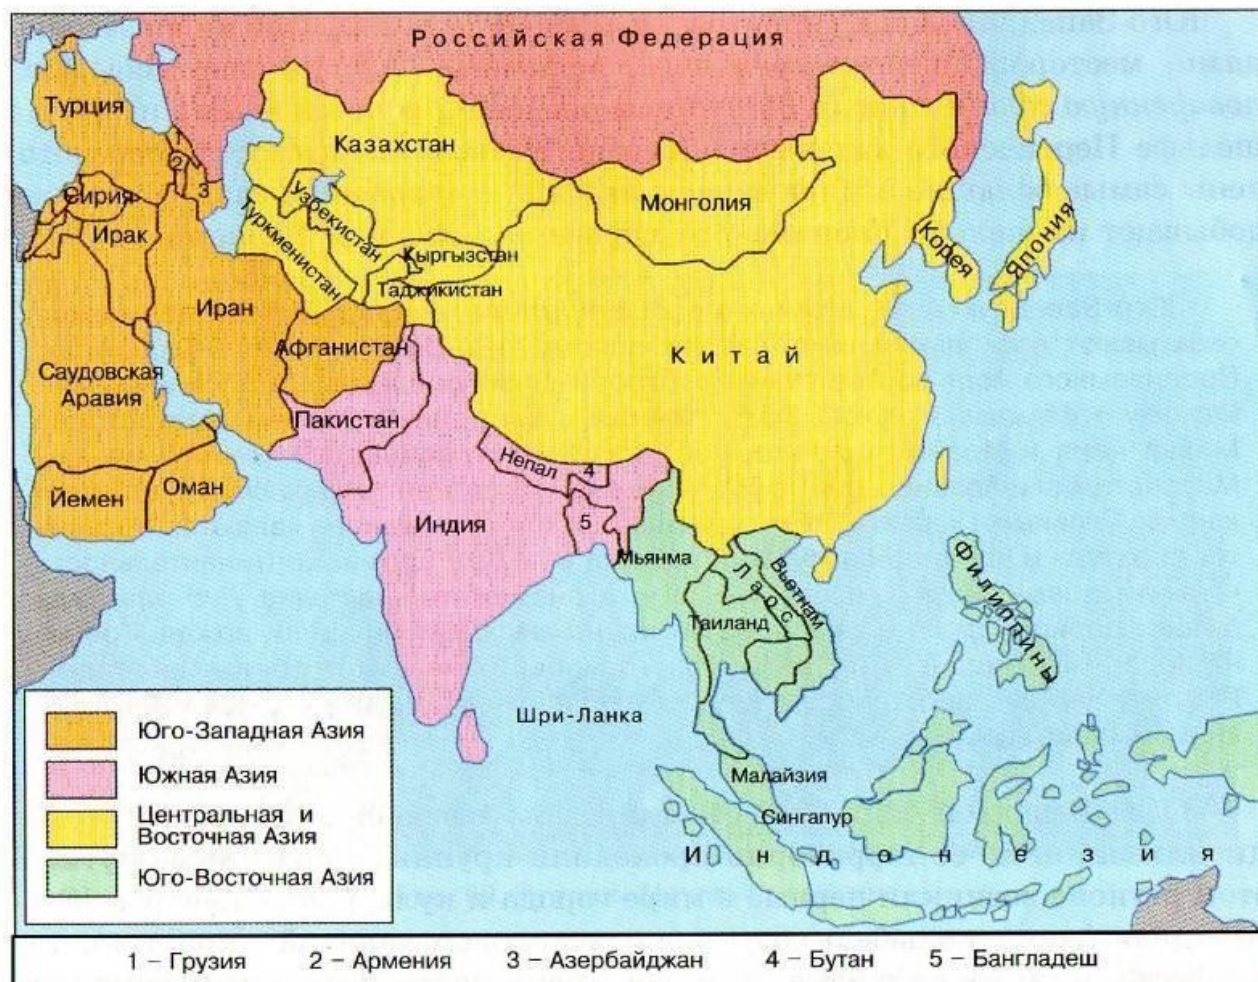 Российская Федерация
Турция
1
Казахстан
2
3
Сирия
Узбекистан
Монголия
Туркменистан
Ирак
Корея
Япония
Кыргызстан
Таджикистан
Иран
Афганистан
Китай
Саудовская
Аравия
Пакистан
Непал
4
Йемен
Оман
Индия
5
Мьянма
Ларс
Вьетнам
Филиппины
Таиланд
Шри-Ланка
Малайзия
Сингапур
Индонезия
Юго-Западная Азия
Южная Азия
Центральная и
Восточная Азия
Юго-Восточная Азия
1 – Грузия 2 – Армения 3 – Азербайджан 4 – Бутан 5 – Бангладеш